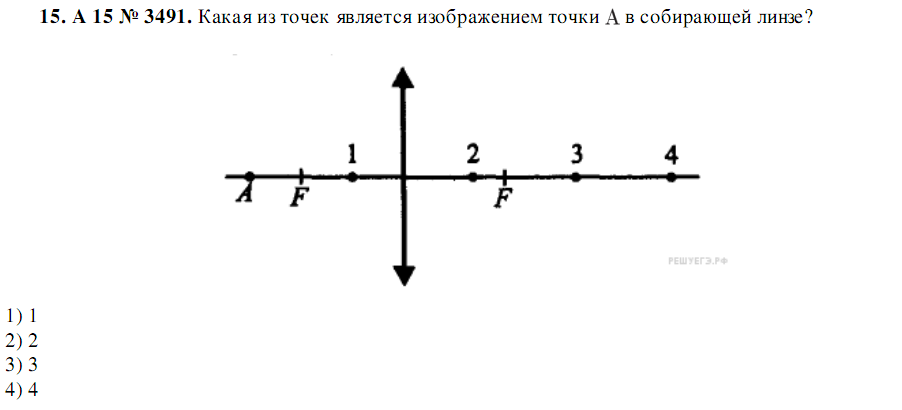 15. А 15 № 3491. Какая из точек является изображением точки А в собирающей линзе?
1 2 3 4
A F F
РЕШУЕГЭ.РФ
1) 1
2) 2
3) 3
4) 4